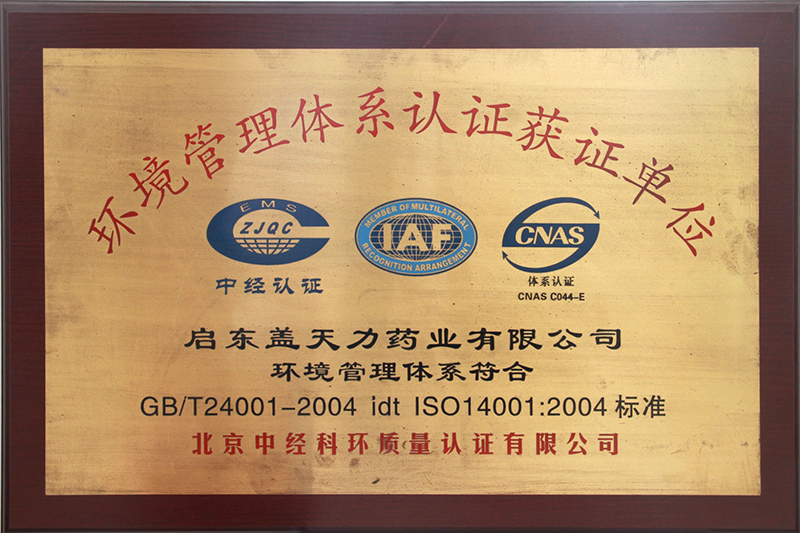 环境管理体系认证获证单位
EMS
ZJQC
中经认证
MEMBER OF MULTILATERAL
IAF
RECOGNITION ARRANGEMENT
CNAS
体系认证
CNAS C044-E
启东盖天力药业有限公司
环境管理体系符合
GB/T24001-2004 idt ISO14001:2004 标准
北京中经科环质量认证有限公司